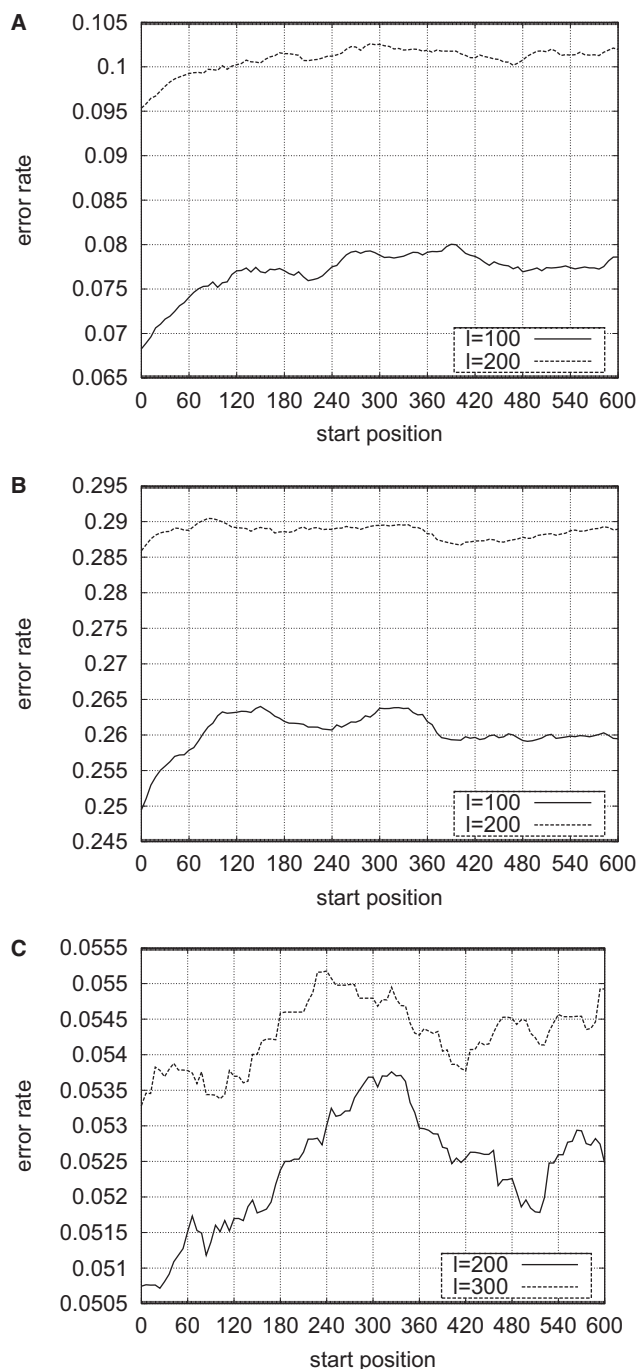 A
0.105
0.1
0.095
0.09
0.085
0.08
0.075
0.07
0.065
error rate
0 60 120 180 240 300 360 420 480 540 600
start position
l=100
l=200
B
0.295
0.29
0.285
0.28
0.275
0.27
0.265
0.26
0.255
0.25
0.245
error rate
0 60 120 180 240 300 360 420 480 540 600
start position
l=100
l=200
C
0.0555
0.055
0.0545
0.054
0.0535
0.053
0.0525
0.052
0.0515
0.051
0.0505
error rate
0 60 120 180 240 300 360 420 480 540 600
start position
l=200
l=300